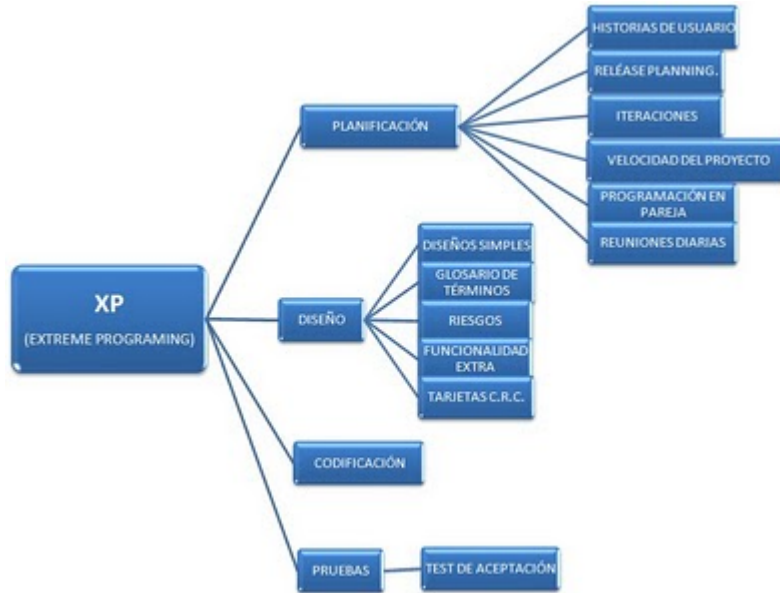 HISTORIAS DE USUARIO
RELÉASE PLANNING.
PLANIFICACIÓN
ITERACIONES
VELOCIDAD DEL PROYECTO
PROGRAMACIÓN EN
PAREJA
REUNIONES DIARIAS
XP
(EXTREME PROGRAMING)
DISEÑO
DISEÑOS SIMPLES
GLOSARIO DE
TÉRMINOS
RIESGOS
FUNCIONALIDAD
EXTRA
TARJETAS C.R.C.
CODIFICACIÓN
PRUEBAS
TEST DE ACEPTACIÓN